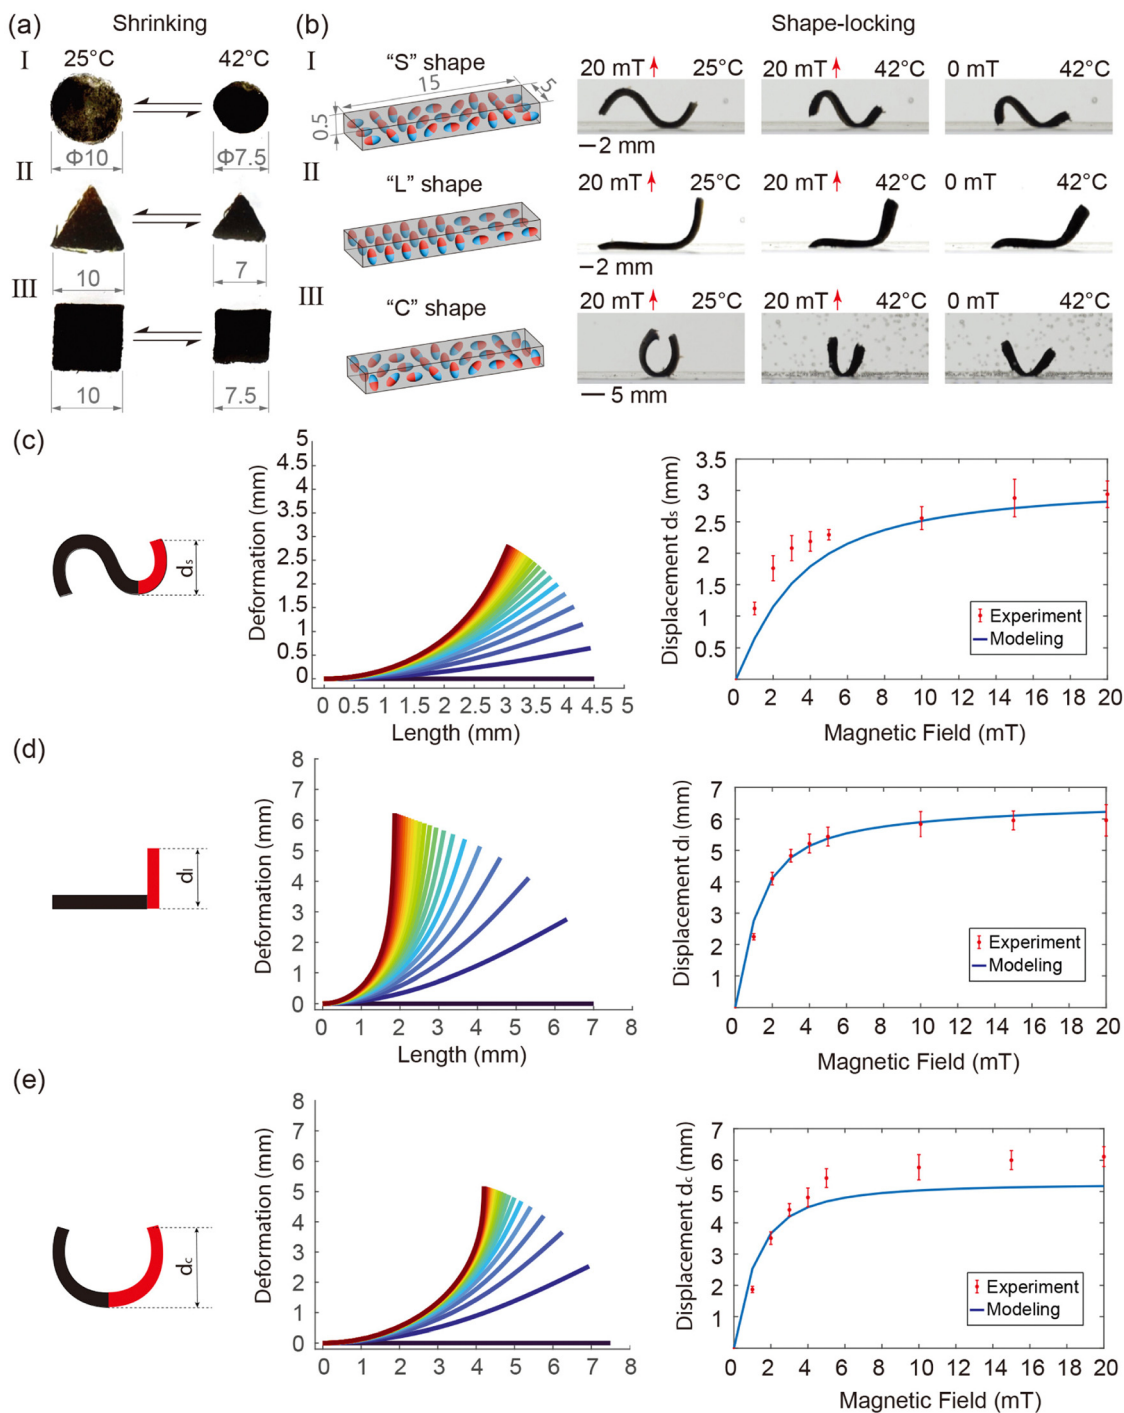 (a) Shrinking
I 25°C 42°C
Φ10 Φ7.5
II
10 7
III
10 7.5
(b) Shape-locking
I "S" shape
15 5 0.5
20 mT 25°C 20 mT 42°C 0 mT 42°C
2 mm
II "L" shape
20 mT 25°C 20 mT 42°C 0 mT 42°C
2 mm
III "C" shape
20 mT 25°C 20 mT 42°C 0 mT 42°C
5 mm
(c)
ds
Deformation (mm)
5
4.5
4
3.5
3
2.5
2
1.5
1
0.5
0
0 0.5 1 1.5 2 2.5 3 3.5 4 4.5 5
Length (mm)
Displacement ds (mm)
3.5
3
2.5
2
1.5
1
0.5
Experiment
Modeling
0 2 4 6 8 10 12 14 16 18 20
Magnetic Field (mT)
(d)
dl
Deformation (mm)
8
7
6
5
4
3
2
1
0
0 1 2 3 4 5 6 7 8
Length (mm)
Displacement dl (mm)
7
6
5
4
3
2
1
0
Experiment
Modeling
0 2 4 6 8 10 12 14 16 18 20
Magnetic Field (mT)
(e)
dc
Deformation (mm)
8
7
6
5
4
3
2
1
0
0 1 2 3 4 5 6 7 8
Length (mm)
Displacement dc (mm)
7
6
5
4
3
2
1
Experiment
Modeling
0 2 4 6 8 10 12 14 16 18 20
Magnetic Field (mT)